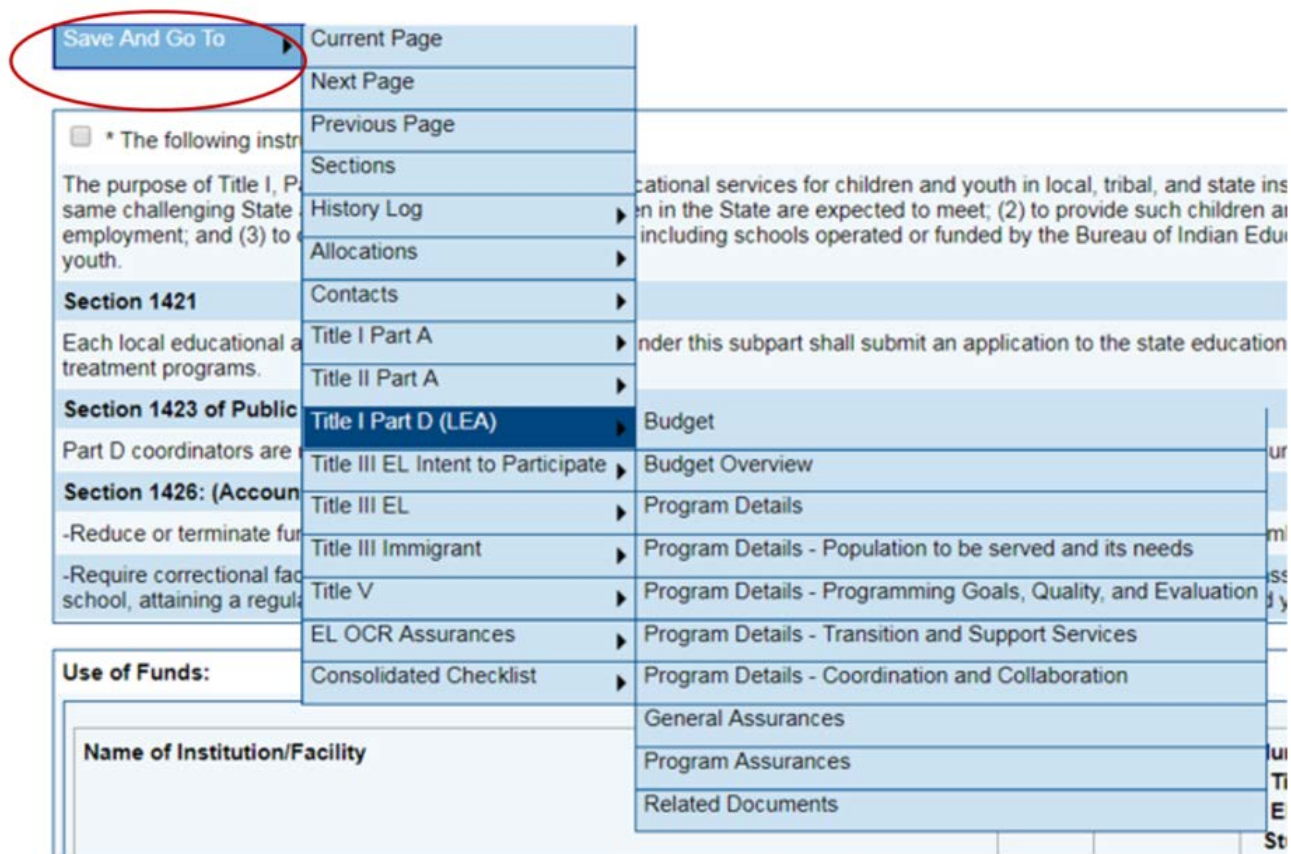 Save And Go To
Current Page
Next Page
Previous Page
Sections
History Log
Allocations
Contacts
Title I Part A
Title II Part A
Title I Part D (LEA)
Title III EL Intent to Participate
Title III EL
Title III Immigrant
Title V
EL OCR Assurances
Consolidated Checklist
Budget
Budget Overview
Program Details
Program Details - Population to be served and its needs
Program Details - Programming Goals, Quality, and Evaluation
Program Details - Transition and Support Services
Program Details - Coordination and Collaboration
General Assurances
Program Assurances
Related Documents
* The following
The purpose of Title I, cational services for children and youth in local, tribal, and state ins
same challenging State en in the State are expected to meet; (2) to provide such children
employment; and (3) to including schools operated or funded by the Bureau of Indian Edu
youth.
Section 1421
Each local educational nder this subpart shall submit an application to the state education
treatment programs.
Section 1423 of Public
Part D coordinators are
Section 1426: (Accoun
-Reduce or terminate
-Require correctional
school, attaining a
Use of Funds:
Name of Institution/Facility